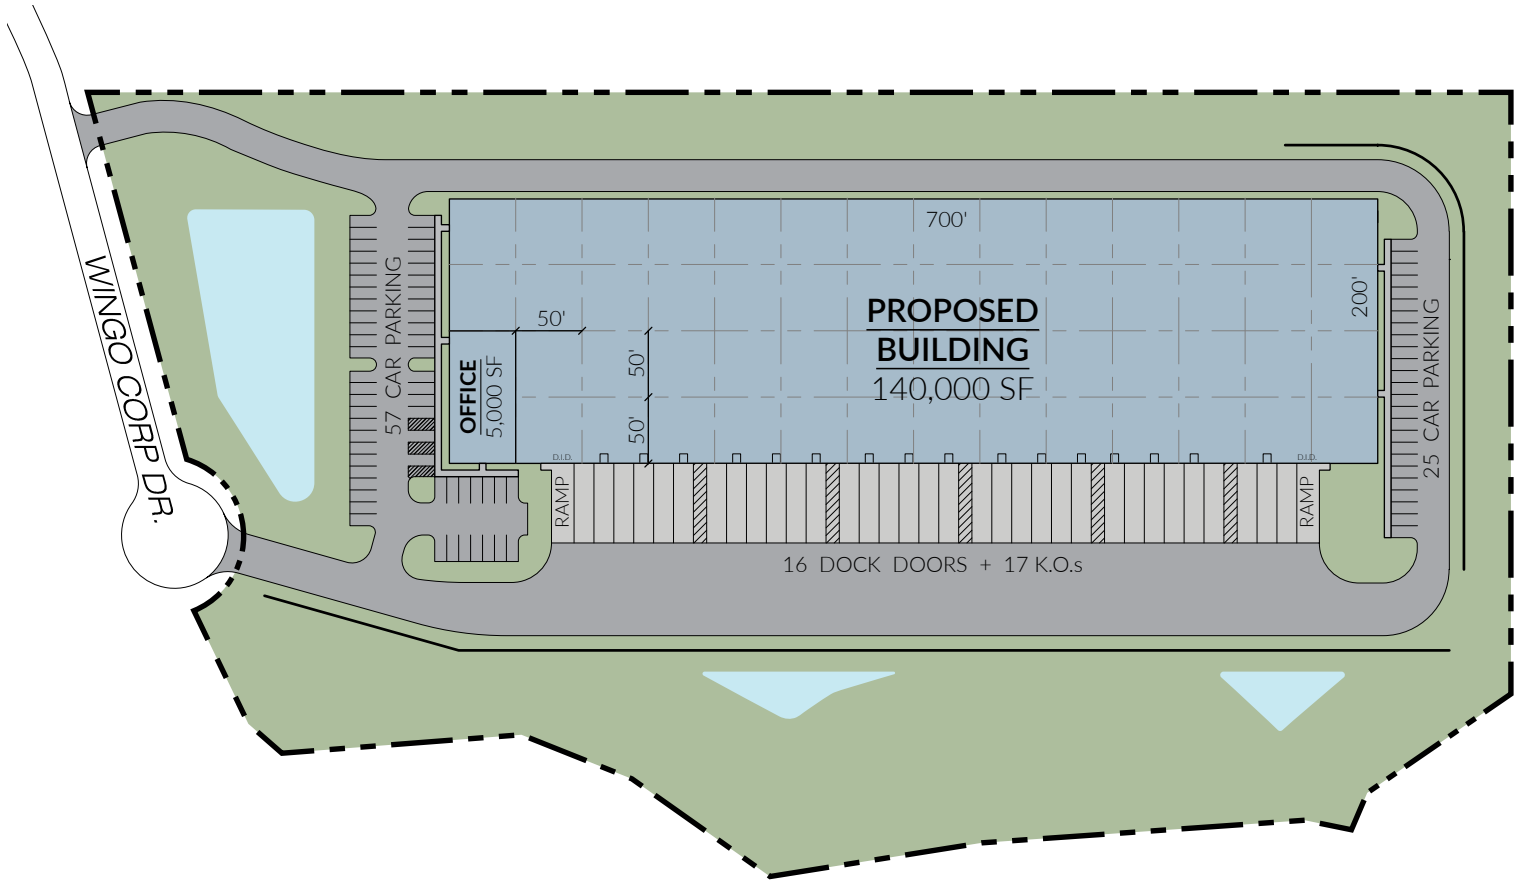 700'
200'
PROPOSED
BUILDING
140,000 SF
50'
50'
50'
OFFICE
5,000 SF
57 CAR PARKING
25 CAR PARKING
WINGO CORP DR.
D.I.D.
D.I.D.
RAMP
RAMP
16 DOCK DOORS + 17 K.O.s